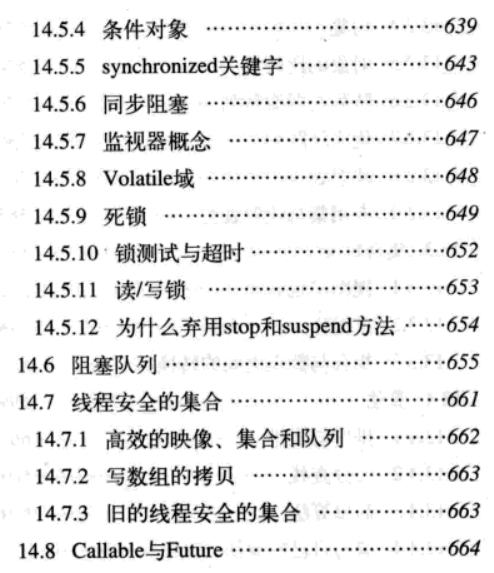 14.5.4 条件对象 ……………………………639
14.5.5 synchronized关键字 ………………643
14.5.6 同步阻塞 ……………………………646
14.5.7 监视器概念 …………………………647
14.5.8 Volatile域 ……………………………648
14.5.9 死锁 …………………………………649
14.5.10 锁测试与超时 ………………………652
14.5.11 读/写锁 ……………………………653
14.5.12 为什么弃用stop和suspend方法 ……654
14.6 阻塞队列 …………………………………655
14.7 线程安全的集合 …………………………661
14.7.1 高效的映像、集合和队列 …………662
14.7.2 写数组的拷贝 ………………………663
14.7.3 旧的线程安全的集合 ………………663
14.8 Callable与Future …………………………664